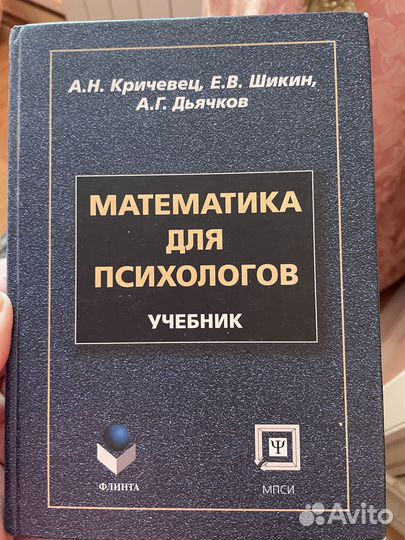 А.Н. Кричевец, Е.В. Шикин,
А.Г. Дьячков
МАТЕМАТИКА
ДЛЯ
ПСИХОЛОГОВ
УЧЕБНИК
Ψ
ФЛИНТА
МПСИ
Avito